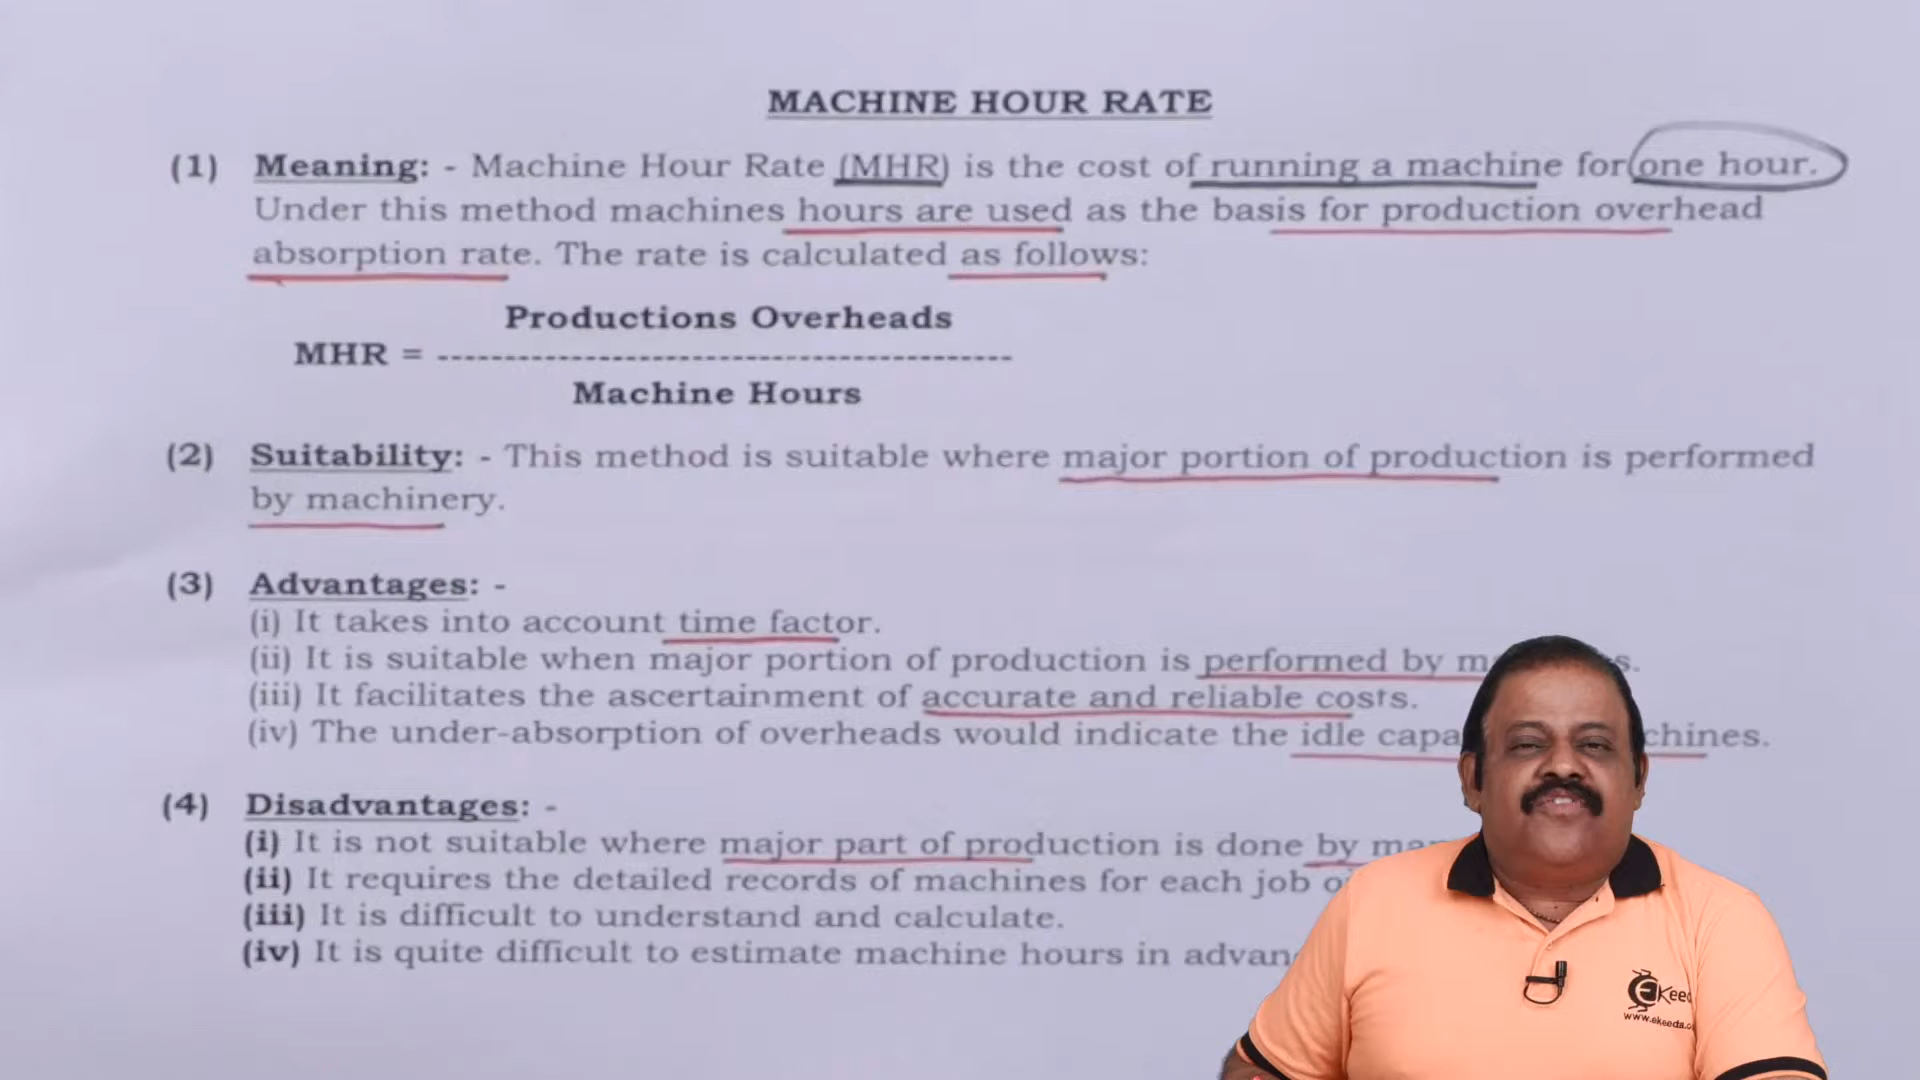 MACHINE HOUR RATE
(1) Meaning: - Machine Hour Rate (MHR) is the cost of running a machine for one hour.
Under this method machines hours are used as the basis for production overhead
absorption rate. The rate is calculated as follows:
Productions Overheads
MHR = -------------------------------------------
Machine Hours
(2) Suitability: - This method is suitable where major portion of production is performed
by machinery.
(3) Advantages: -
(i) It takes into account time factor.
(ii) It is suitable when major portion of production is performed by
(iii) It facilitates the ascertainment of accurate and reliable costs.
(iv) The under-absorption of overheads would indicate the idle
(4) Disadvantages: -
(i) It is not suitable where major part of production is done by
(ii) It requires the detailed records of machines for each job
(iii) It is difficult to understand and calculate.
(iv) It is quite difficult to estimate machine hours in